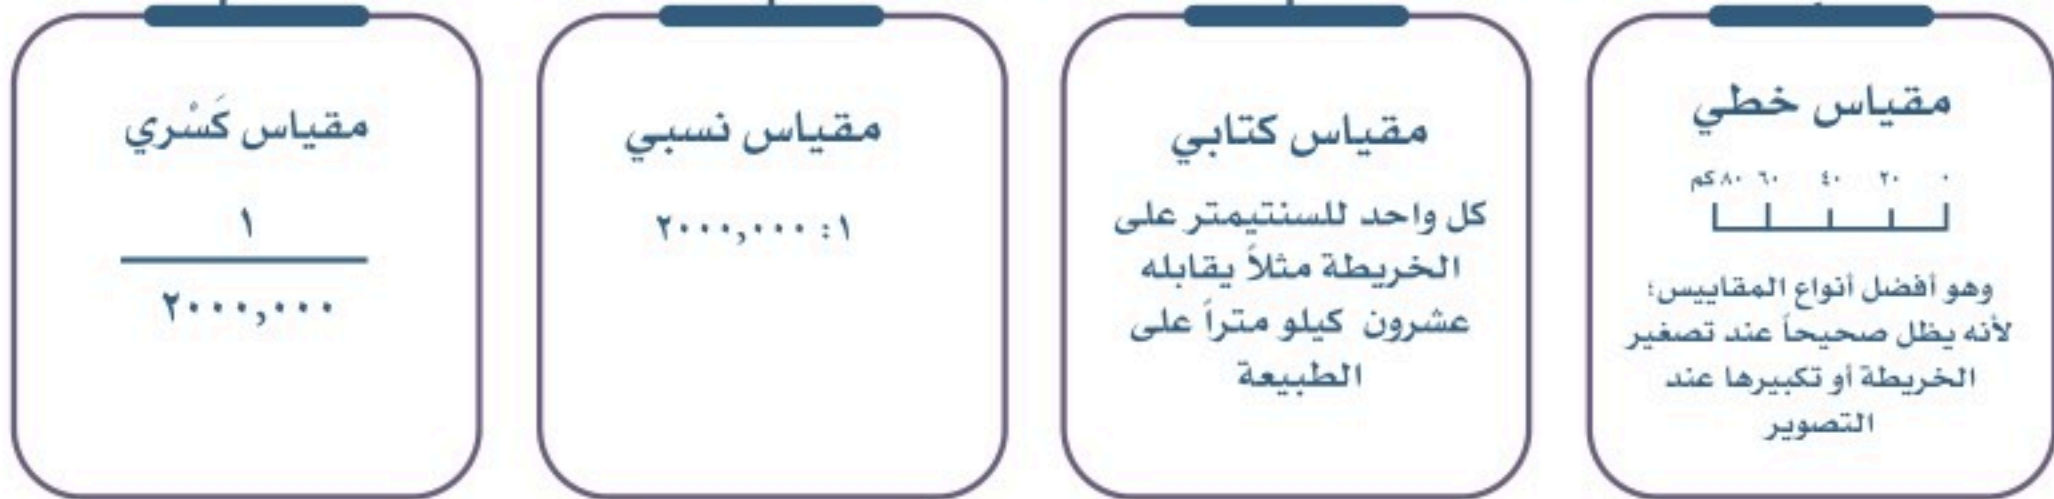 مقياس خطي
٠ ٢٠ ٤٠ ٦٠ ٨٠ كم
وهو أفضل أنواع المقاييس؛
لأنه يظل صحيحاً عند تصغير
الخريطة أو تكبيرها عند
التصوير
مقياس كتابي
كل واحد للسنتيمتر على
الخريطة مثلاً يقابله
عشرون كيلو متراً على
الطبيعة
مقياس نسبي
١: ٢٠٠٠,٠٠٠
مقياس كَسْري
١
٢٠٠٠,٠٠٠